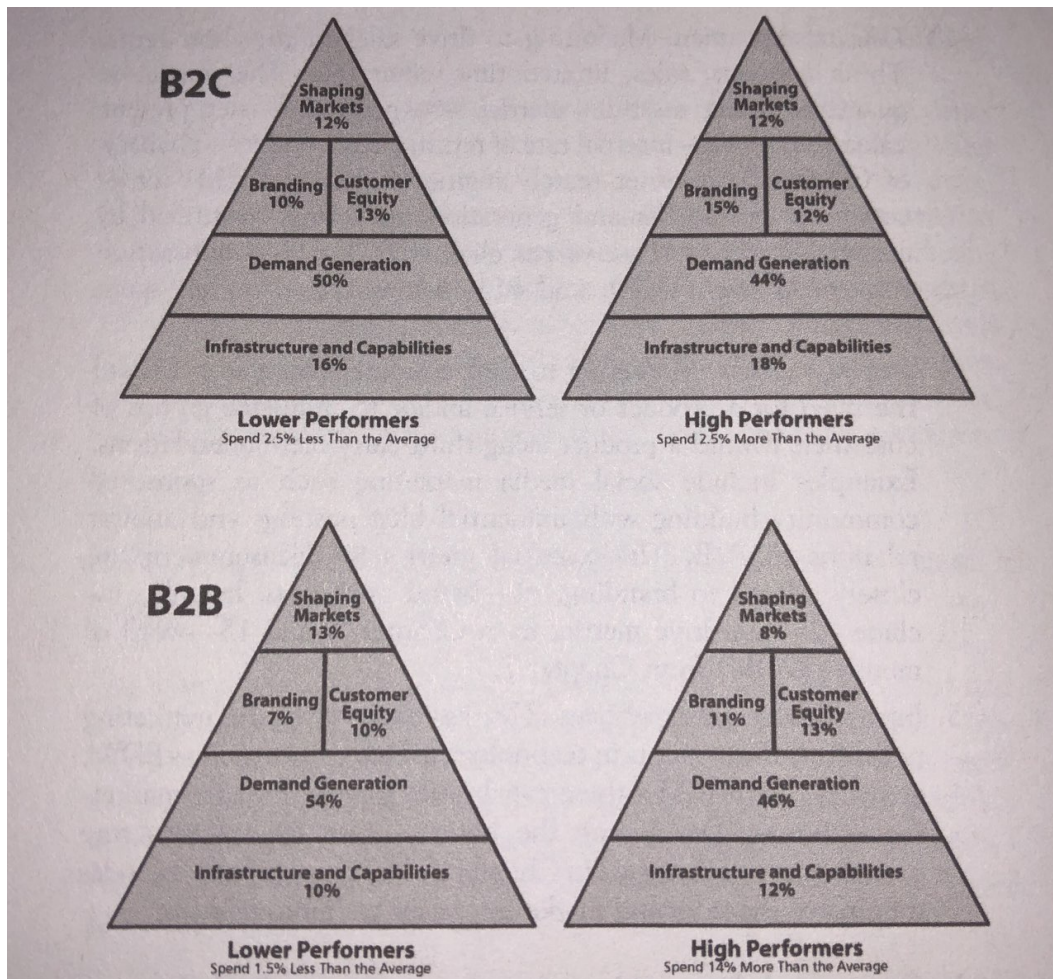 B2C
Shaping
Markets
12%
Branding
10%
Customer
Equity
13%
Demand Generation
50%
Infrastructure and Capabilities
16%
Lower Performers
Spend 2.5% Less Than the Average
Shaping
Markets
12%
Branding
15%
Customer
Equity
12%
Demand Generation
44%
Infrastructure and Capabilities
18%
High Performers
Spend 2.5% More Than the Average
B2B
Shaping
Markets
13%
Branding
7%
Customer
Equity
10%
Demand Generation
54%
Infrastructure and Capabilities
10%
Lower Performers
Spend 1.5% Less Than the Average
Shaping
Markets
8%
Branding
11%
Customer
Equity
13%
Demand Generation
46%
Infrastructure and Capabilities
12%
High Performers
Spend 14% More Than the Average